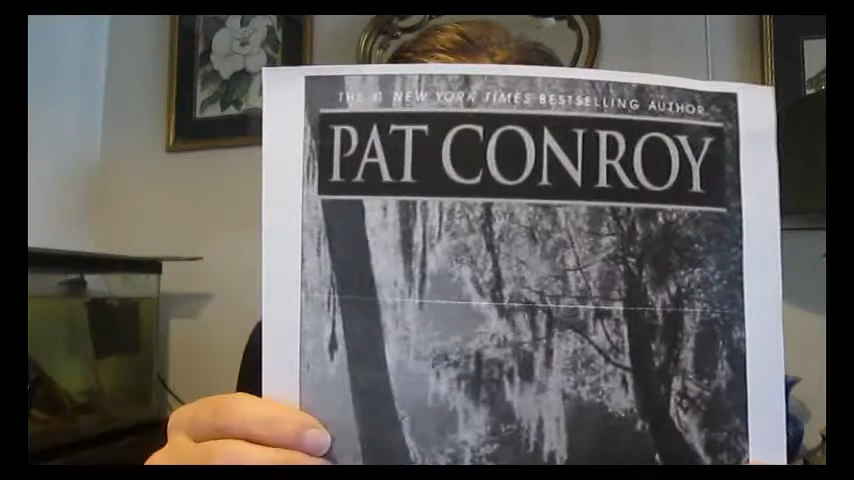 THE #1 NEW YORK TIMES BESTSELLING AUTHOR
PAT CONROY